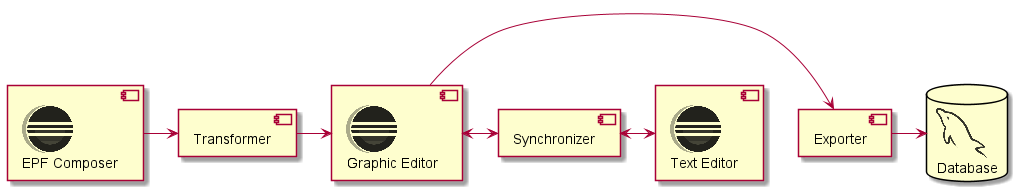 EPF Composer
Transformer
Graphic Editor
Synchronizer
Text Editor
Exporter
Database